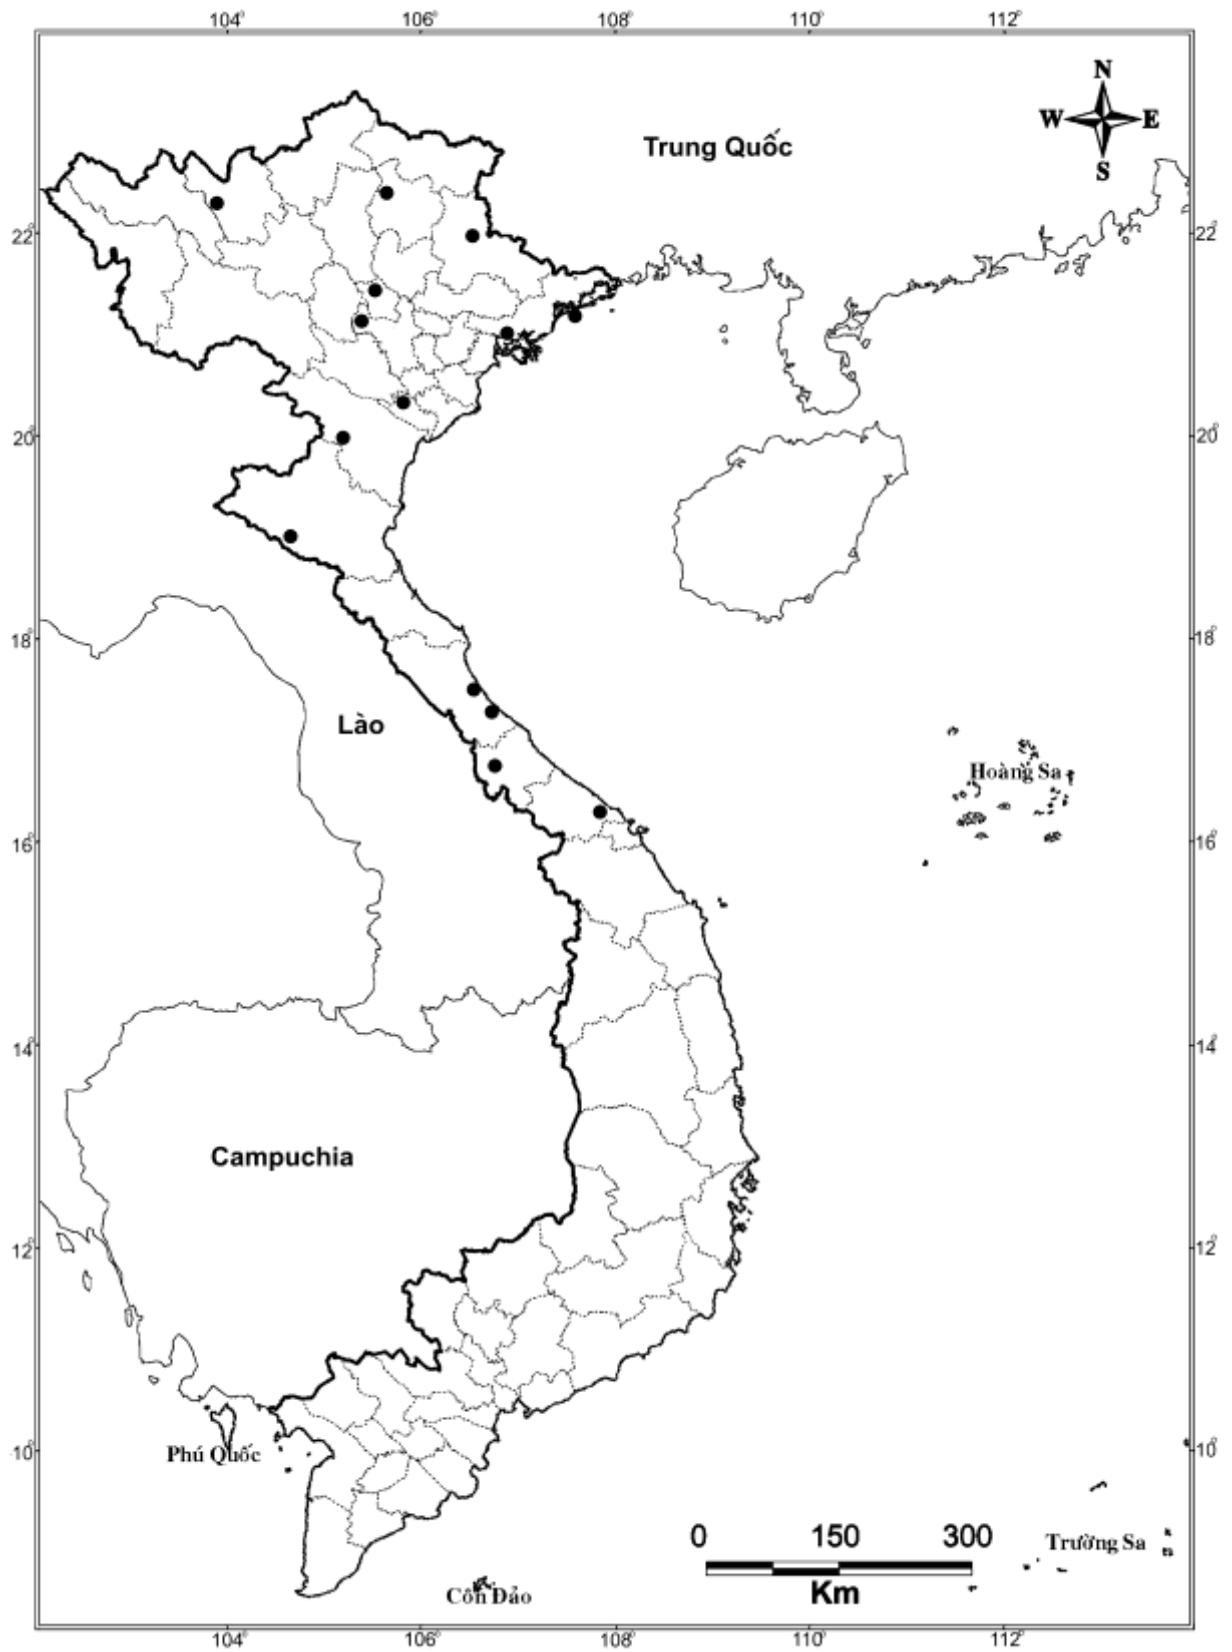 104° 106° 108° 110° 112°
N
W E
S
Trung Quốc
22° 22°
20° 20°
18° 18°
Lào
Hoàng Sa
16° 16°
14° 14°
Campuchia
12° 12°
10° 10°
Phú Quốc
0 150 300
Km
Trường Sa
Côn Đảo
104° 106° 108° 110° 112°